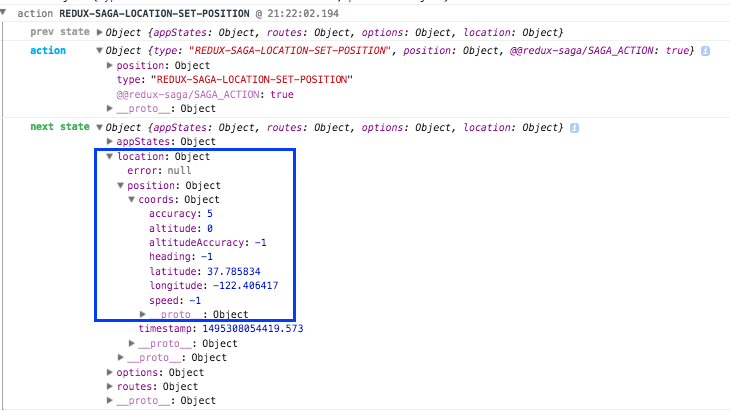 action REDUX-SAGA-LOCATION-SET-POSITION @ 21:22:02.194
prev state Object {appStates: Object, routes: Object, options: Object, location: Object}
action Object {type: "REDUX-SAGA-LOCATION-SET-POSITION", position: Object, @@redux-saga/SAGA_ACTION: true} i
position: Object
type: "REDUX-SAGA-LOCATION-SET-POSITION"
@@redux-saga/SAGA_ACTION: true
__proto__: Object
next state Object {appStates: Object, routes: Object, options: Object, location: Object} i
appStates: Object
location: Object
error: null
position: Object
coords: Object
accuracy: 5
altitude: 0
altitudeAccuracy: -1
heading: -1
latitude: 37.785834
longitude: -122.406417
speed: -1
__proto__: Object
timestamp: 1495308054419.573
__proto__: Object
__proto__: Object
options: Object
routes: Object
__proto__: Object